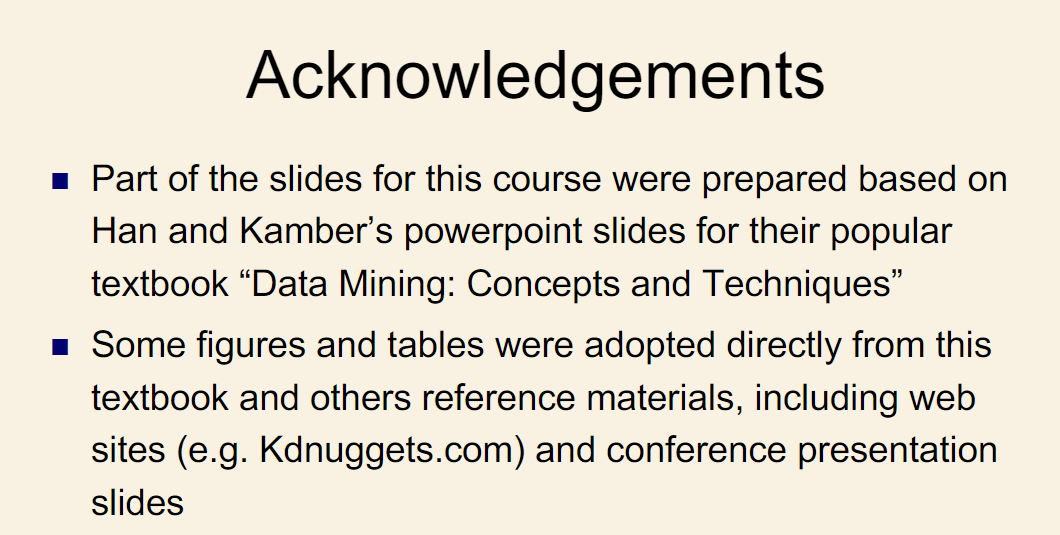 Acknowledgements
Part of the slides for this course were prepared based on
Han and Kamber’s powerpoint slides for their popular
textbook “Data Mining: Concepts and Techniques”
Some figures and tables were adopted directly from this
textbook and others reference materials, including web
sites (e.g. Kdnuggets.com) and conference presentation
slides